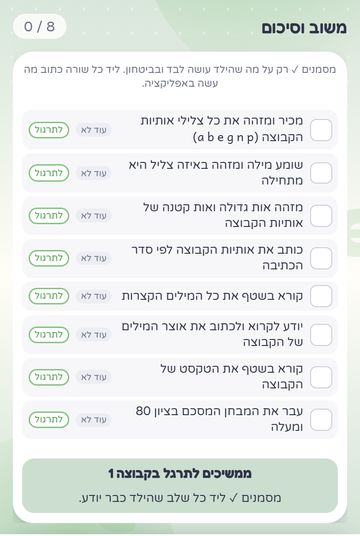 משוב וסיכום
0 / 8
מסמנים ✓ רק על מה שהילד עושה לבד ובביטחון. ליד כל שורה כתוב מה
עשה באפליקציה.
מכיר ומזהה את כל צלילי אותיות
הקבוצה (a b e g n p)
עוד לא
לתרגול
שומע מילה ומזהה באיזה צליל היא
מתחילה
עוד לא
לתרגול
מזהה אות גדולה ואות קטנה של
אותיות הקבוצה
עוד לא
לתרגול
כותב את אותיות הקבוצה לפי סדר
הכתיבה
עוד לא
לתרגול
קורא בשטף את כל המילים הקצרות
עוד לא
לתרגול
יודע לקרוא ולכתוב את אוצר המילים
של הקבוצה
עוד לא
לתרגול
קורא בשטף את הטקסט של
הקבוצה
עוד לא
לתרגול
עבר את המבחן המסכם בציון 80
ומעלה
עוד לא
לתרגול
ממשיכים לתרגל בקבוצה 1
מסמנים ✓ ליד כל שלב שהילד כבר יודע.